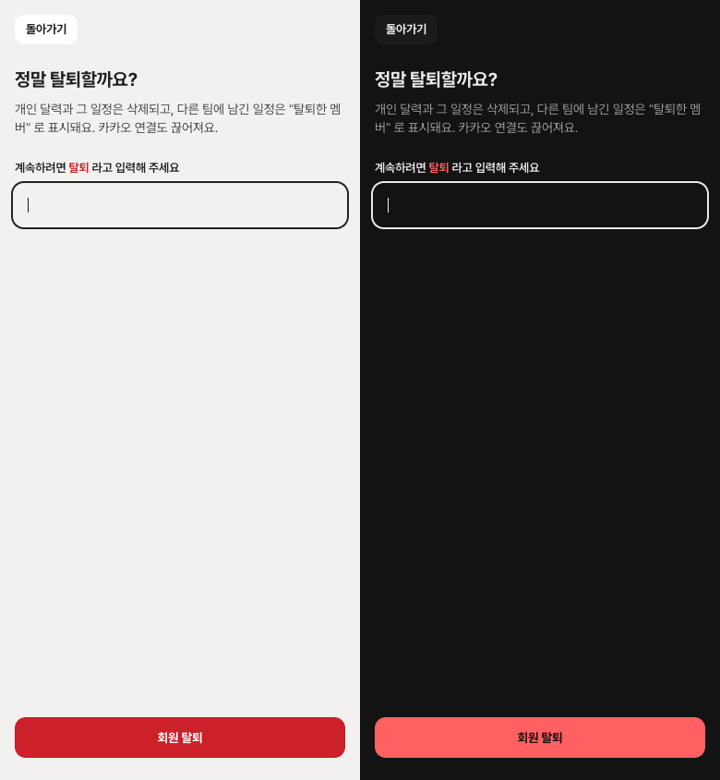 돌아가기
정말 탈퇴할까요?
개인 달력과 그 일정은 삭제되고, 다른 팀에 남긴 일정은 "탈퇴한 멤
버" 로 표시돼요. 카카오 연결도 끊어져요.
계속하려면 탈퇴 라고 입력해 주세요
회원 탈퇴
돌아가기
정말 탈퇴할까요?
개인 달력과 그 일정은 삭제되고, 다른 팀에 남긴 일정은 "탈퇴한 멤
버" 로 표시돼요. 카카오 연결도 끊어져요.
계속하려면 탈퇴 라고 입력해 주세요
회원 탈퇴